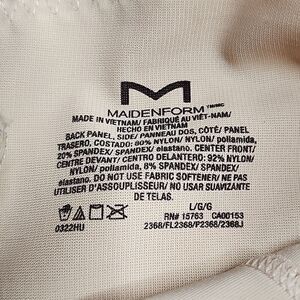 M
MAIDENFORM TM/MC
MADE IN VIETNAM/ FABRIQUÉ AU VIÊT-NAM/
HECHO EN VIETNAM
BACK PANEL, SIDE/ PANNEAU DOS, CÔTÉ/ PANEL
TRASERO, COSTADO: 80% NYLON/ NYLON/ poliamida,
20% SPANDEX/ SPANDEX/ elastano. CENTER FRONT/
CENTRE DEVANT/ CENTRO DELANTERO: 92% NYLON/
NYLON/ poliamida, 8% SPANDEX/ SPANDEX/
elastano. DO NOT USE FABRIC SOFTENER/ NE PAS
UTILISER D'ASSOUPLISSEUR/ NO USAR SUAVIZANTE
DE TELAS.
L/G/G
RN# 15763 CA00153
0322HU 2368/FL2368/P2368/2368J